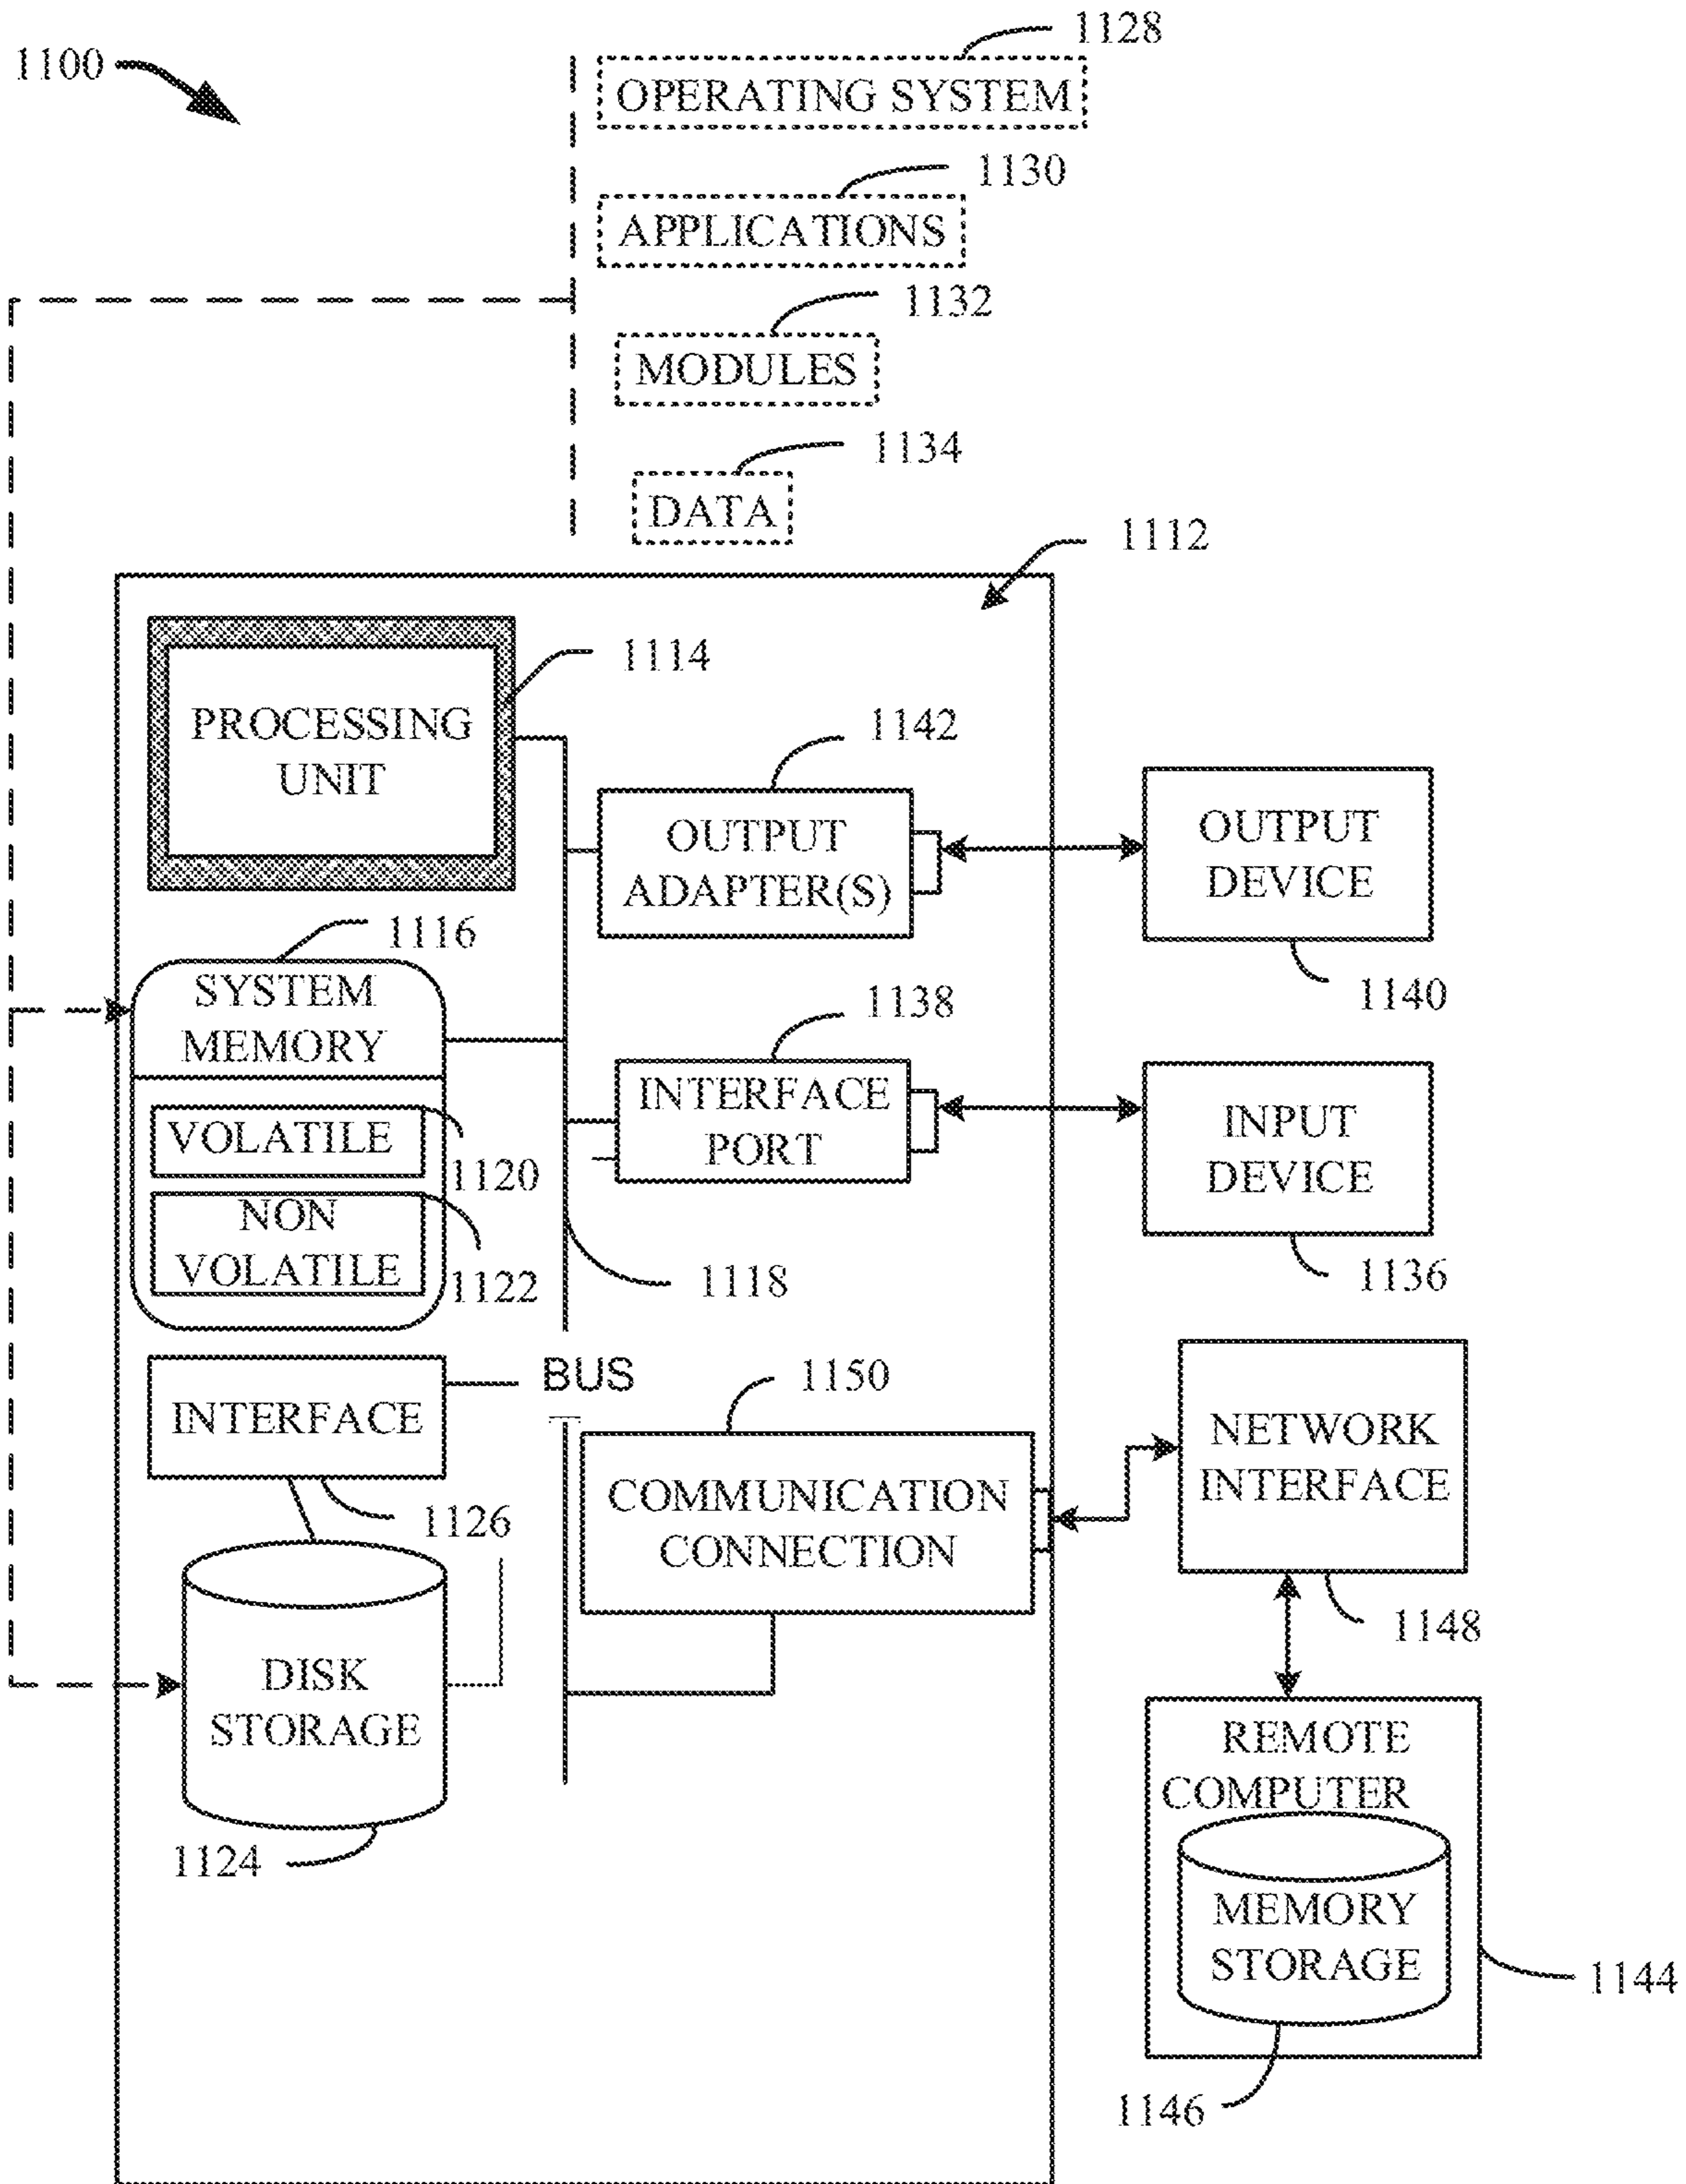 1100
1128
OPERATING SYSTEM
1130
APPLICATIONS
1132
MODULES
1134
DATA
1112
PROCESSING
UNIT
1114
1142
OUTPUT
ADAPTER(S)
OUTPUT
DEVICE
1140
1116
SYSTEM
MEMORY
VOLATILE
1120
NON
VOLATILE
1122
1138
INTERFACE
PORT
INPUT
DEVICE
1136
1118
INTERFACE
1126
BUS
1150
COMMUNICATION
CONNECTION
NETWORK
INTERFACE
1148
DISK
STORAGE
1124
REMOTE
COMPUTER
MEMORY
STORAGE
1144
1146